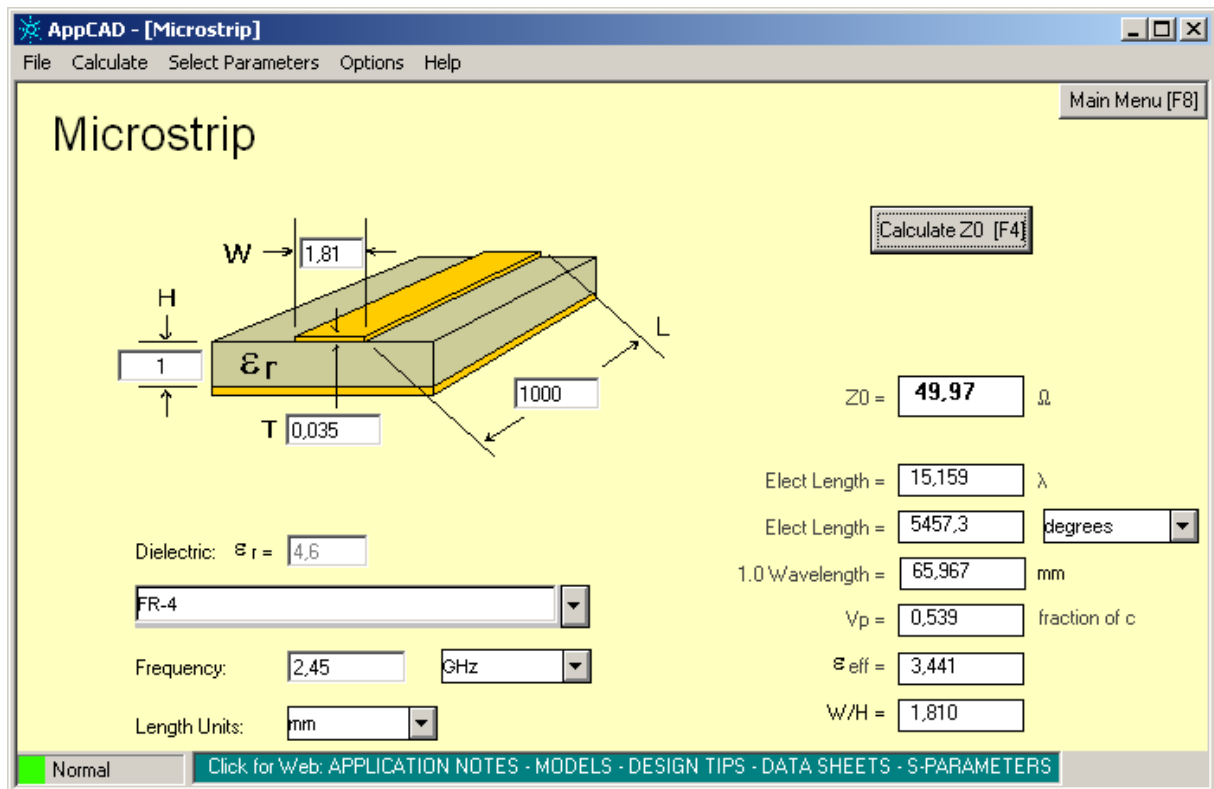 AppCAD - [Microstrip]
File Calculate Select Parameters Options Help
Main Menu [F8]
Microstrip
Calculate Z0 [F4]
W
1,81
H
L
1
εr
1000
T 0,035
Z0 = 49,97 Ω
Elect Length = 15,159 λ
Elect Length = 5457,3 degrees
Dielectric: εr = 4,6
1.0 Wavelength = 65,967 mm
FR-4
Vp = 0,539 fraction of c
Frequency: 2,45 GHz
εeff = 3,441
Length Units: mm
W/H = 1,810
Normal
Click for Web: APPLICATION NOTES - MODELS - DESIGN TIPS - DATA SHEETS - S-PARAMETERS